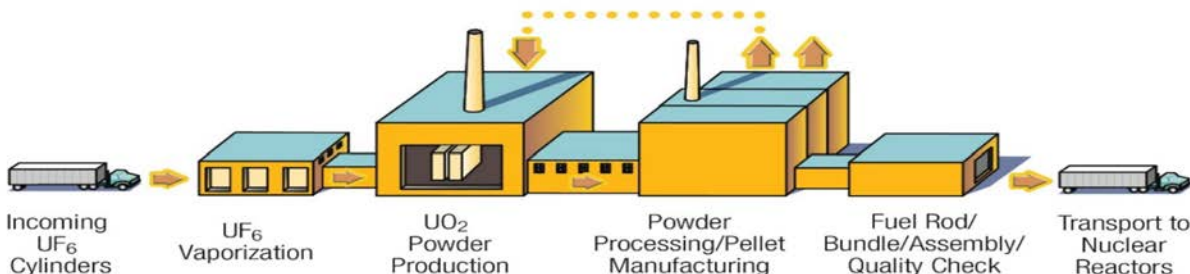 Incoming
UF₆
Cylinders
UF₆
Vaporization
UO₂
Powder
Production
Powder
Processing/Pellet
Manufacturing
Fuel Rod/
Bundle/Assembly/
Quality Check
Transport to
Nuclear
Reactors